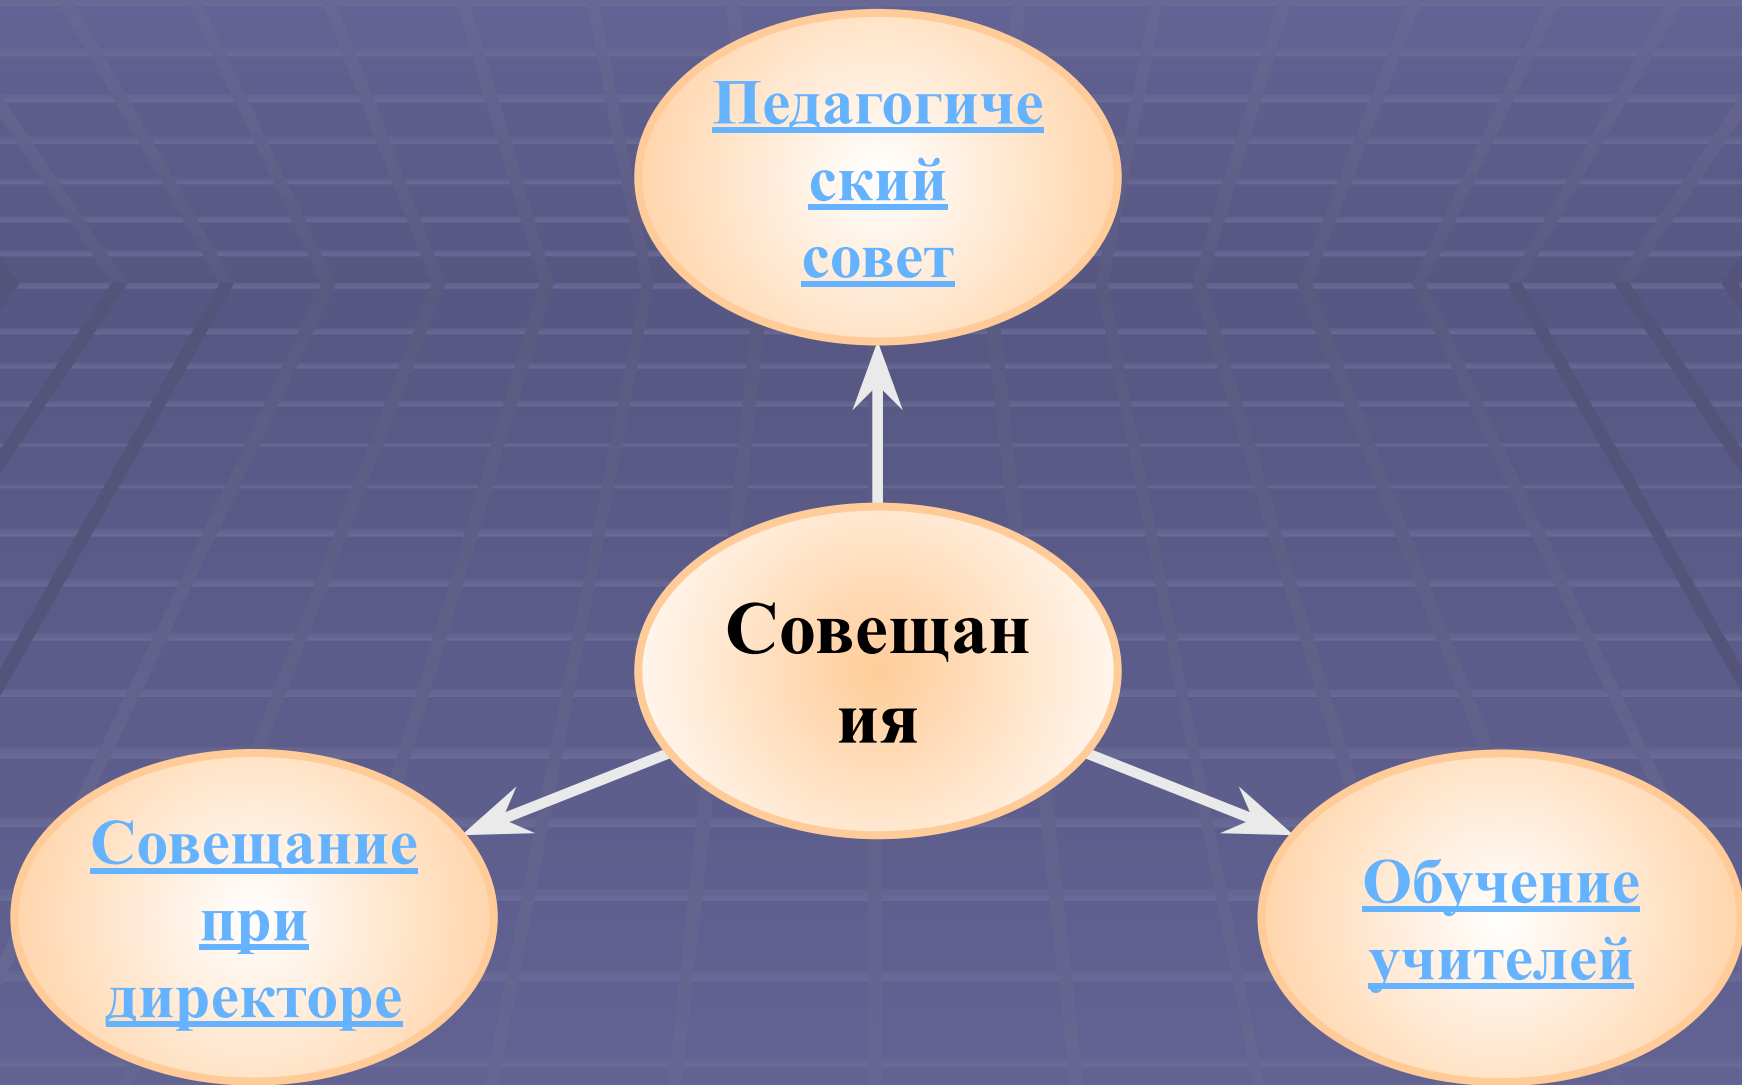 Педагогиче
ский
совет
Совещан
ия
Совещание
при
директоре
Обучение
учителей